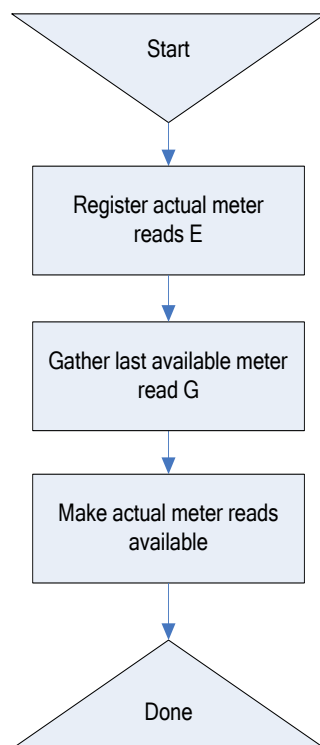 Start
Register actual meter
reads E
Gather last available meter
read G
Make actual meter reads
available
Done